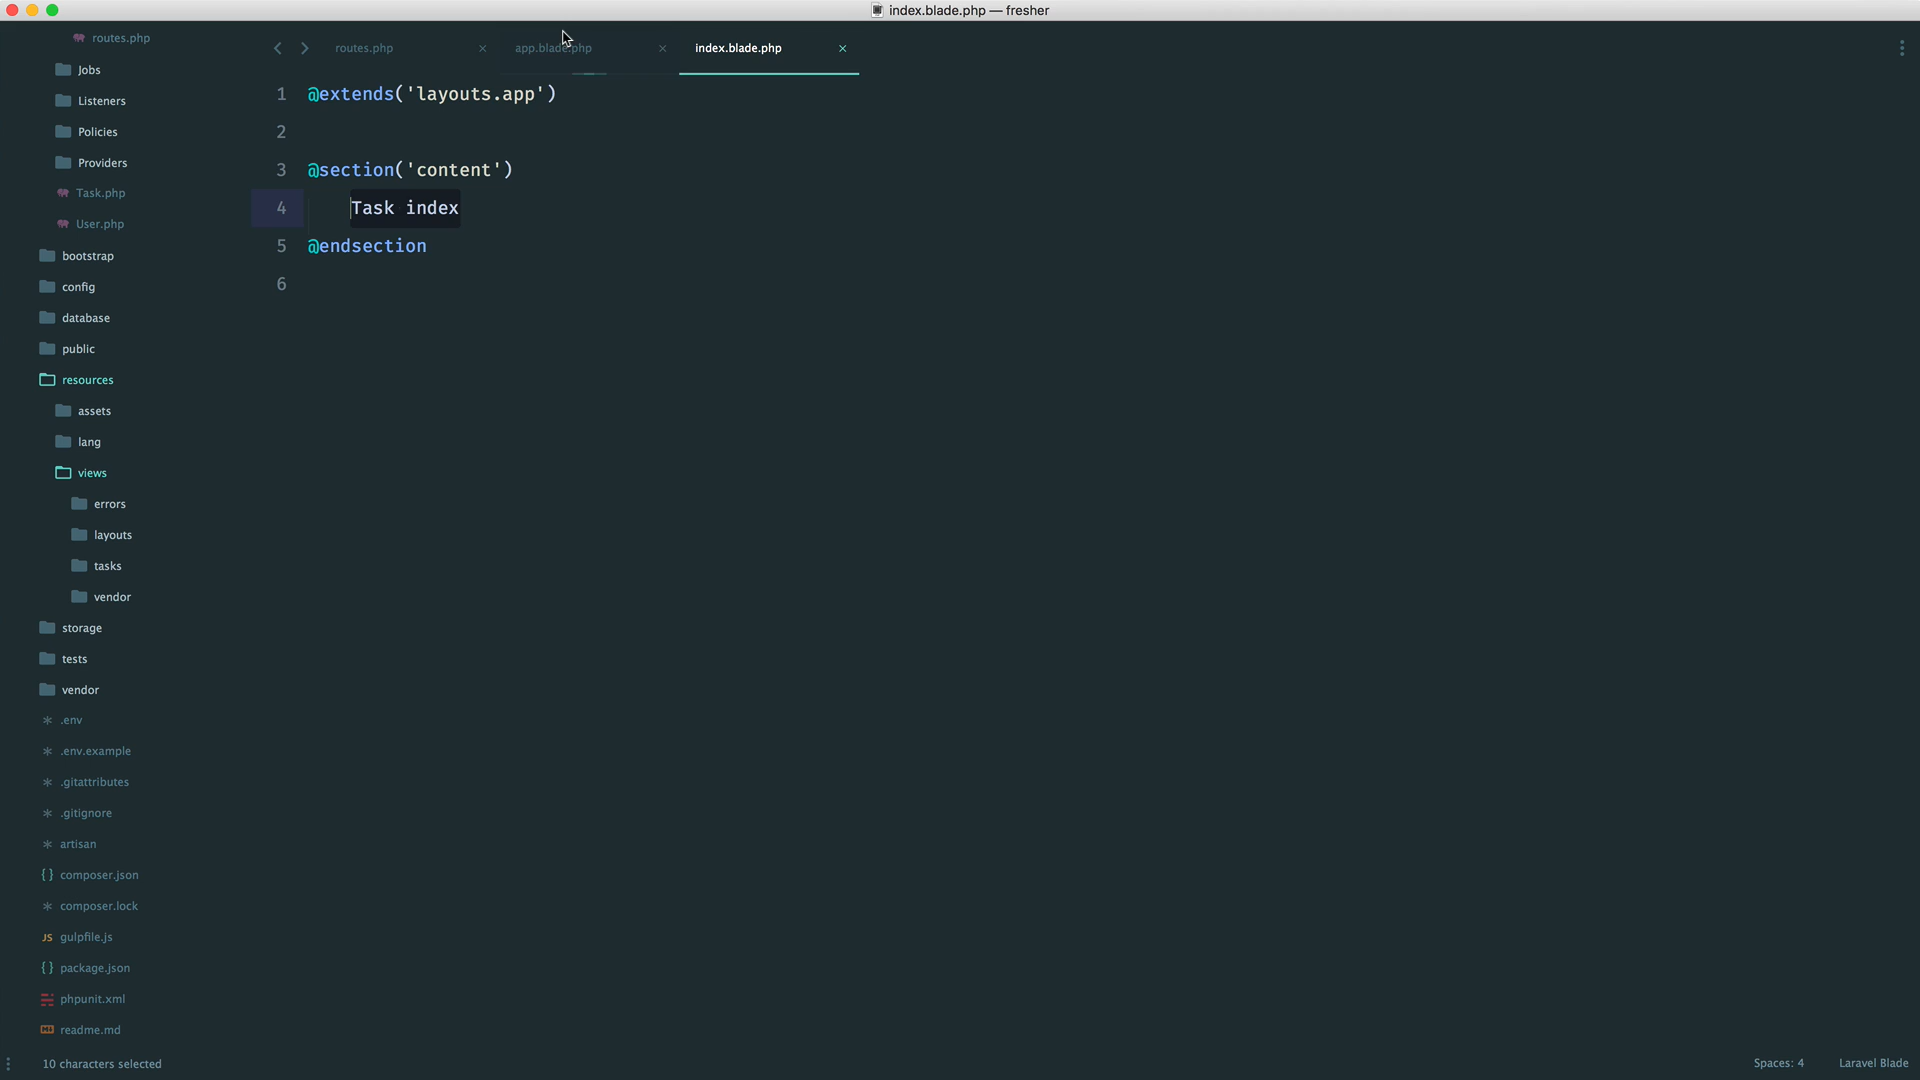 index.blade.php — fresher
routes.php
Jobs
Listeners
Policies
Providers
Task.php
User.php
bootstrap
config
database
public
resources
assets
lang
views
errors
layouts
tasks
vendor
storage
tests
vendor
.env
.env.example
.gitattributes
.gitignore
artisan
{ } composer.json
composer.lock
JS gulpfile.js
{ } package.json
phpunit.xml
MD readme.md
routes.php × app.blade.php × index.blade.php ×
1 @extends('layouts.app')
2
3 @section('content')
4 Task index
5 @endsection
6
10 characters selected
Spaces: 4 Laravel Blade